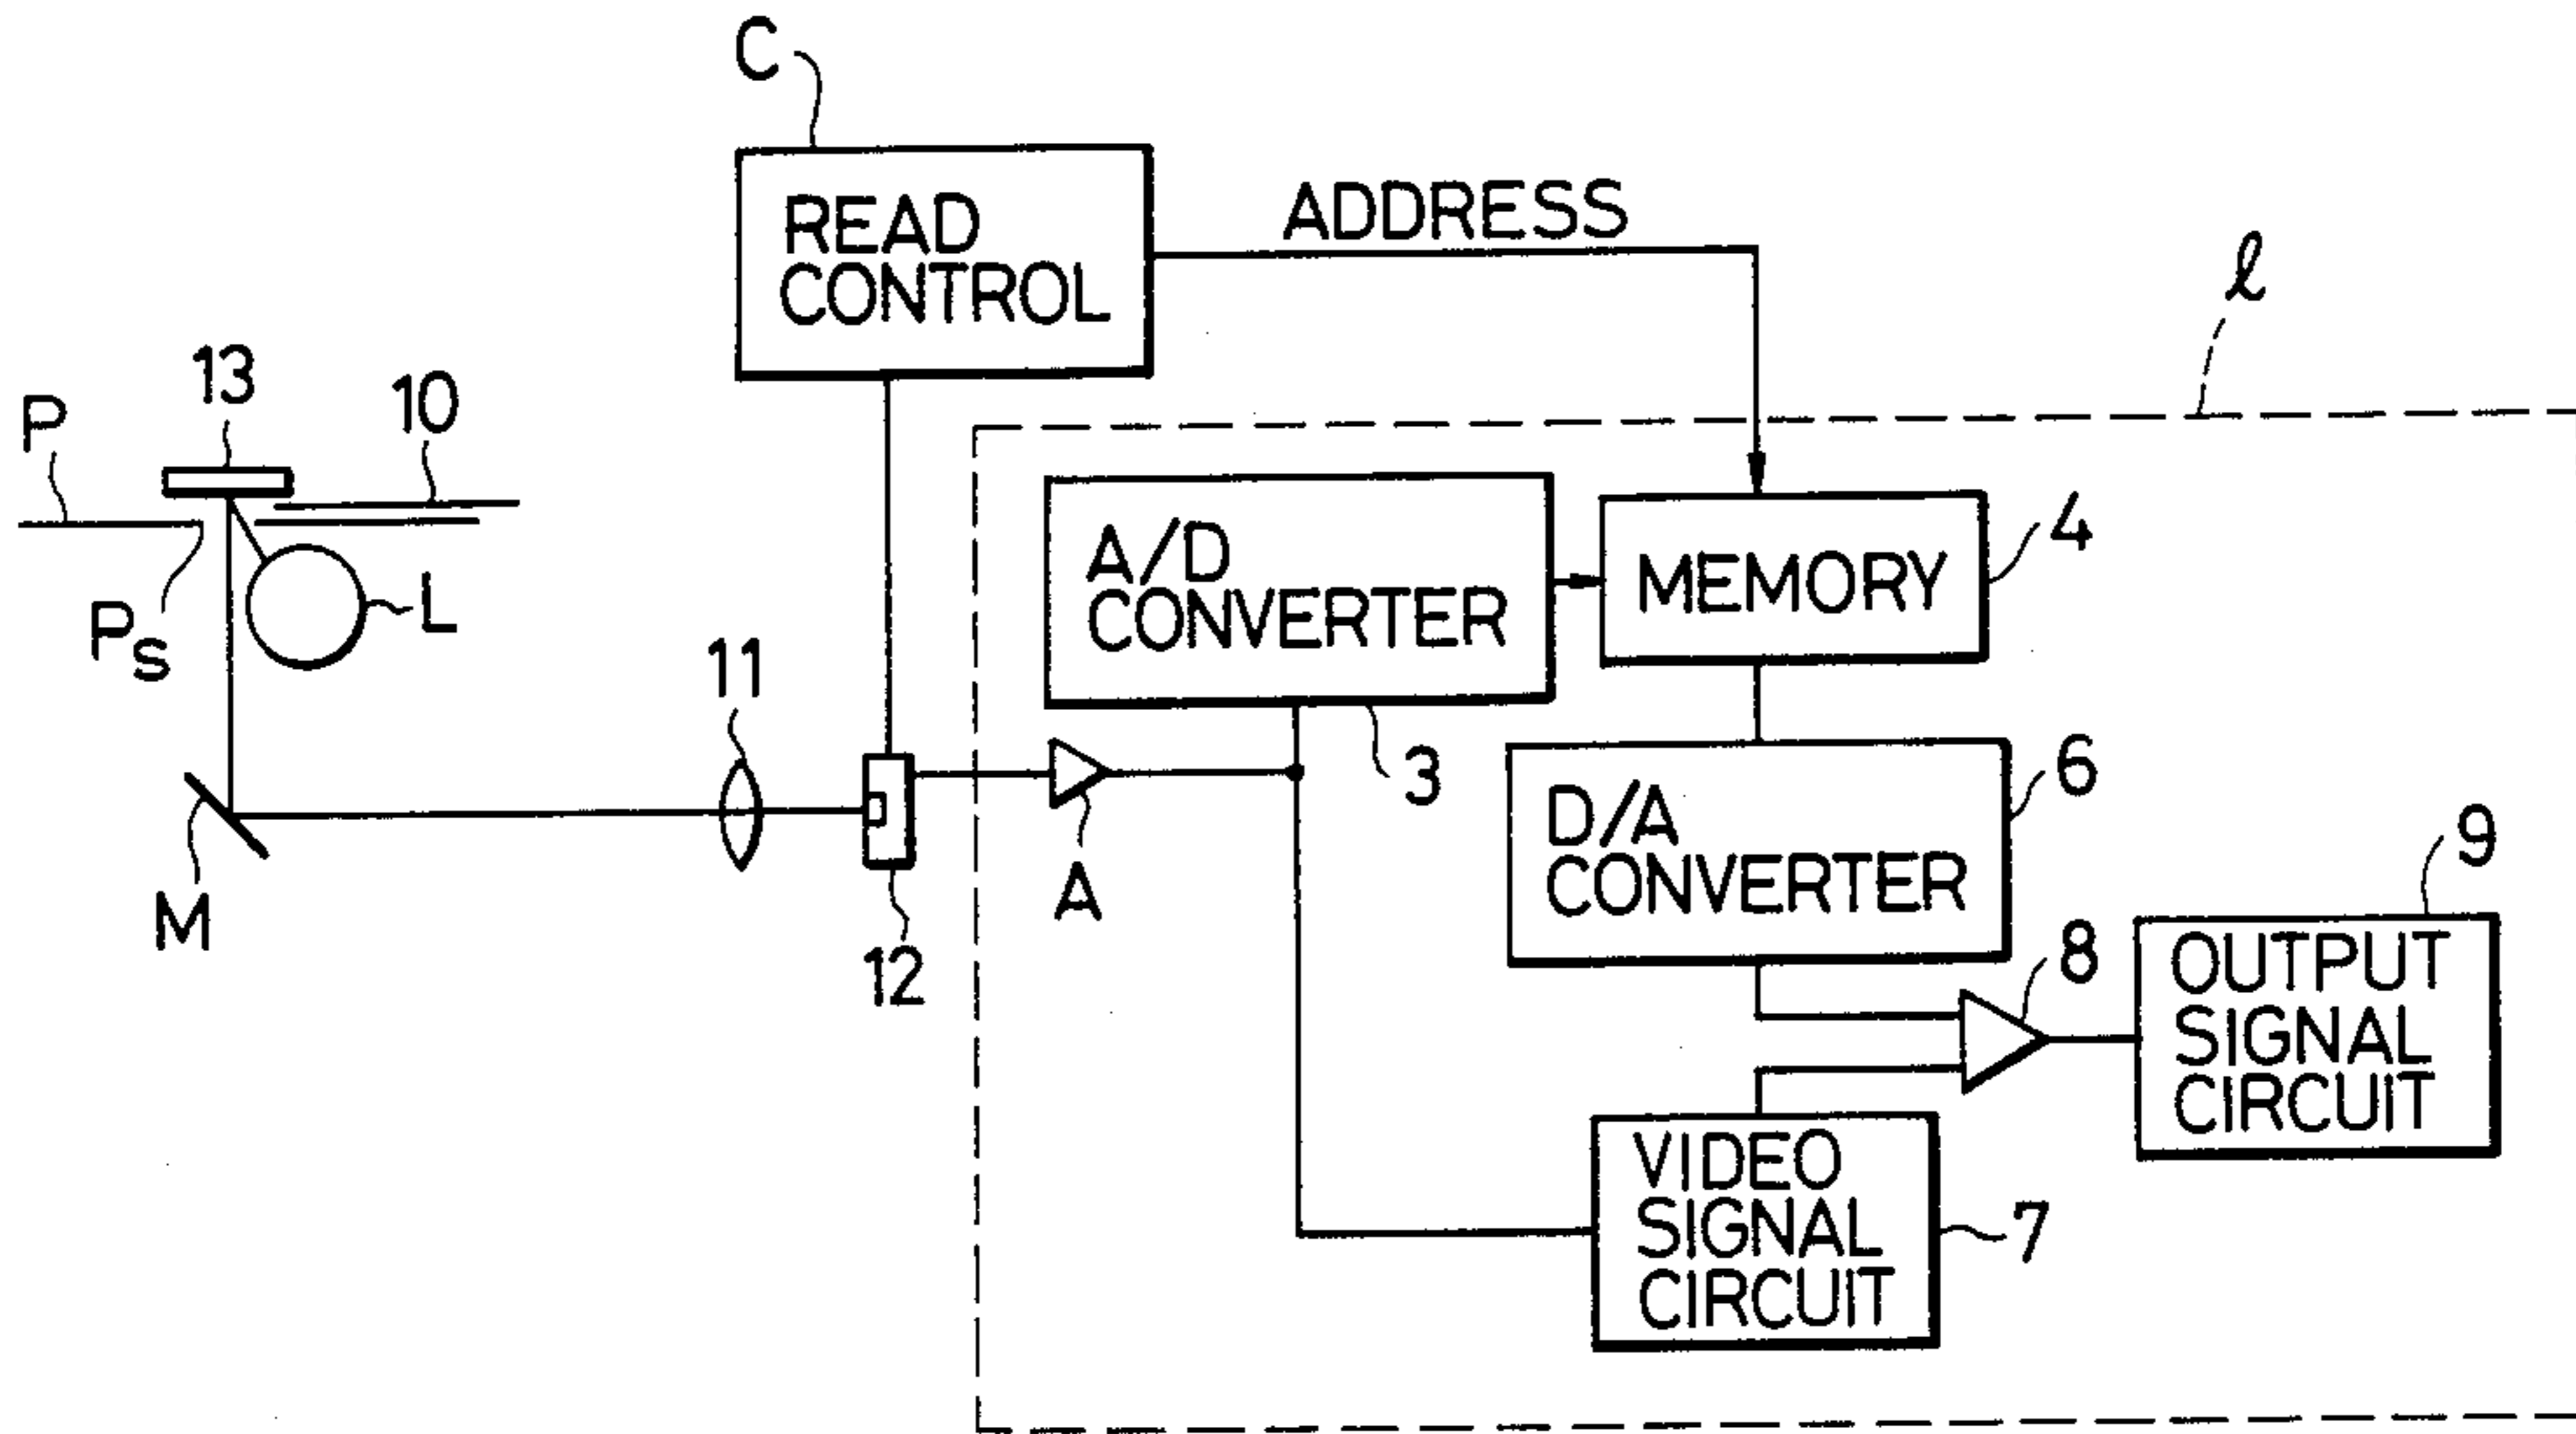 C
READ
CONTROL
ADDRESS
ℓ
13
10
P
Ps
L
A/D
CONVERTER
MEMORY
4
11
3
D/A
CONVERTER
6
M
12
A
8
9
OUTPUT
SIGNAL
CIRCUIT
VIDEO
SIGNAL
CIRCUIT
7